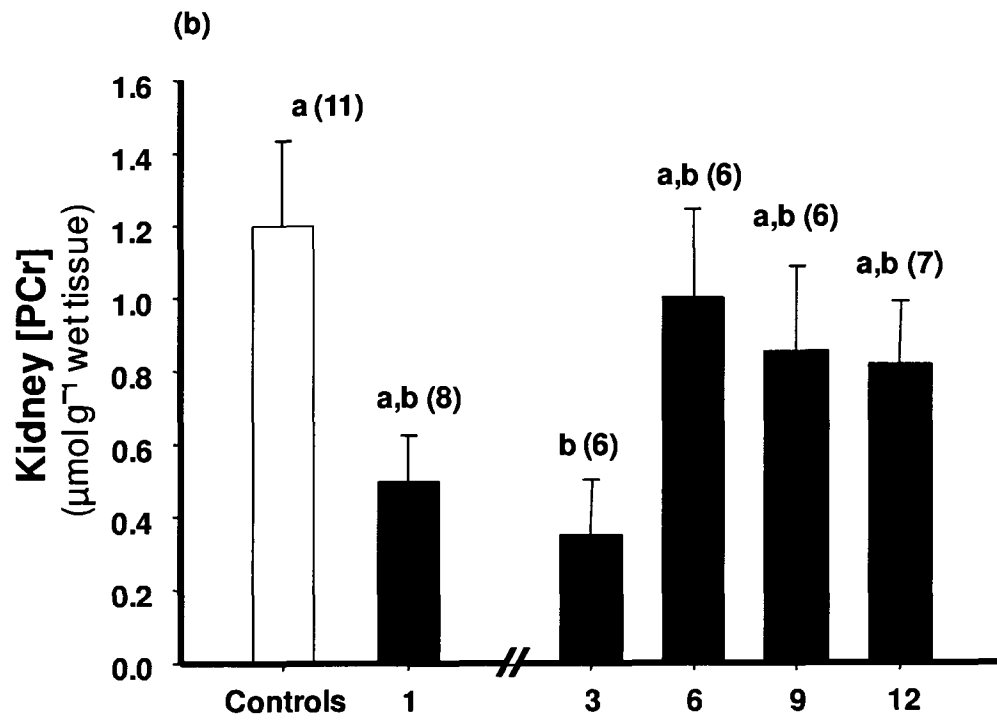 (b)
Kidney [PCr]
(µmol g⁻¹ wet tissue)
1.6
1.4
1.2
1.0
0.8
0.6
0.4
0.2
0.0
a (11)
a,b (8)
b (6)
a,b (6)
a,b (6)
a,b (7)
Controls 1 // 3 6 9 12